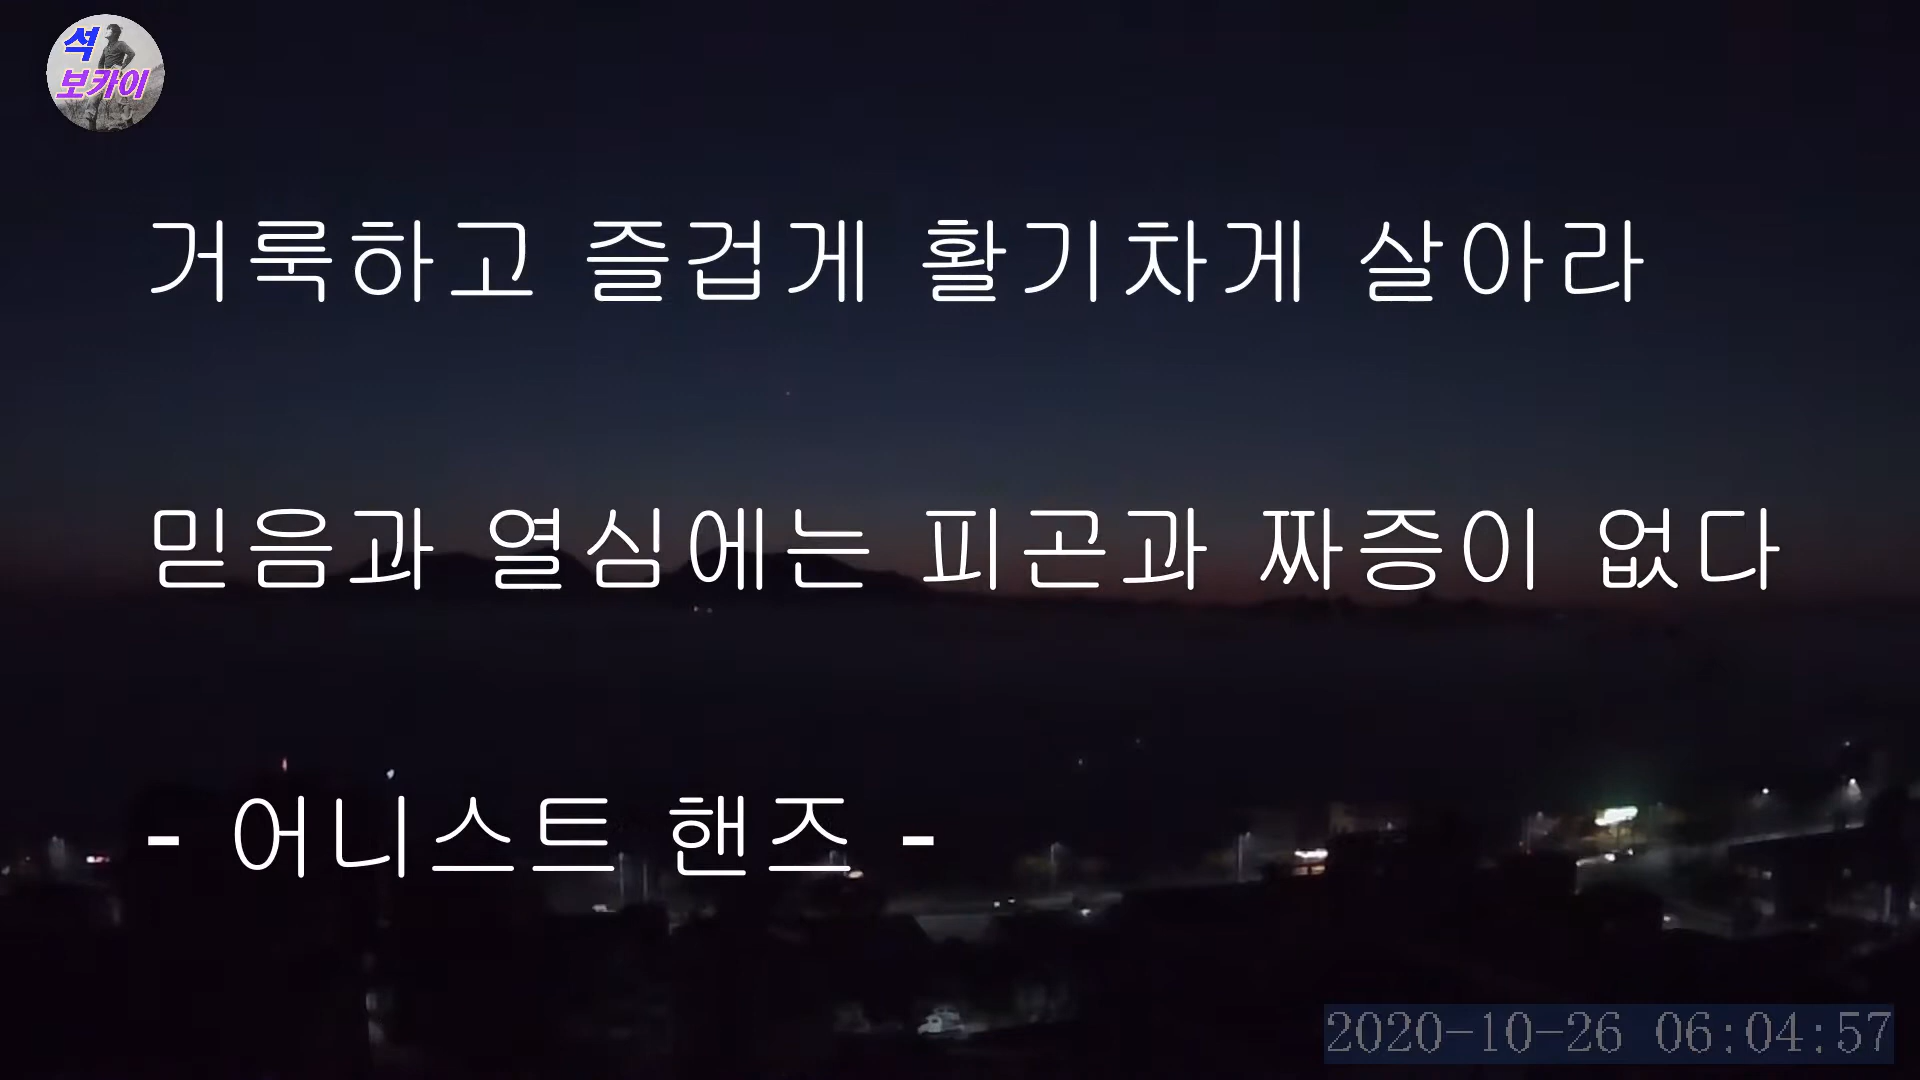 석
보카이
거룩하고 즐겁게 활기차게 살아라
믿음과 열심에는 피곤과 짜증이 없다
- 어니스트 핸즈 -
2020-10-26 06:04:57